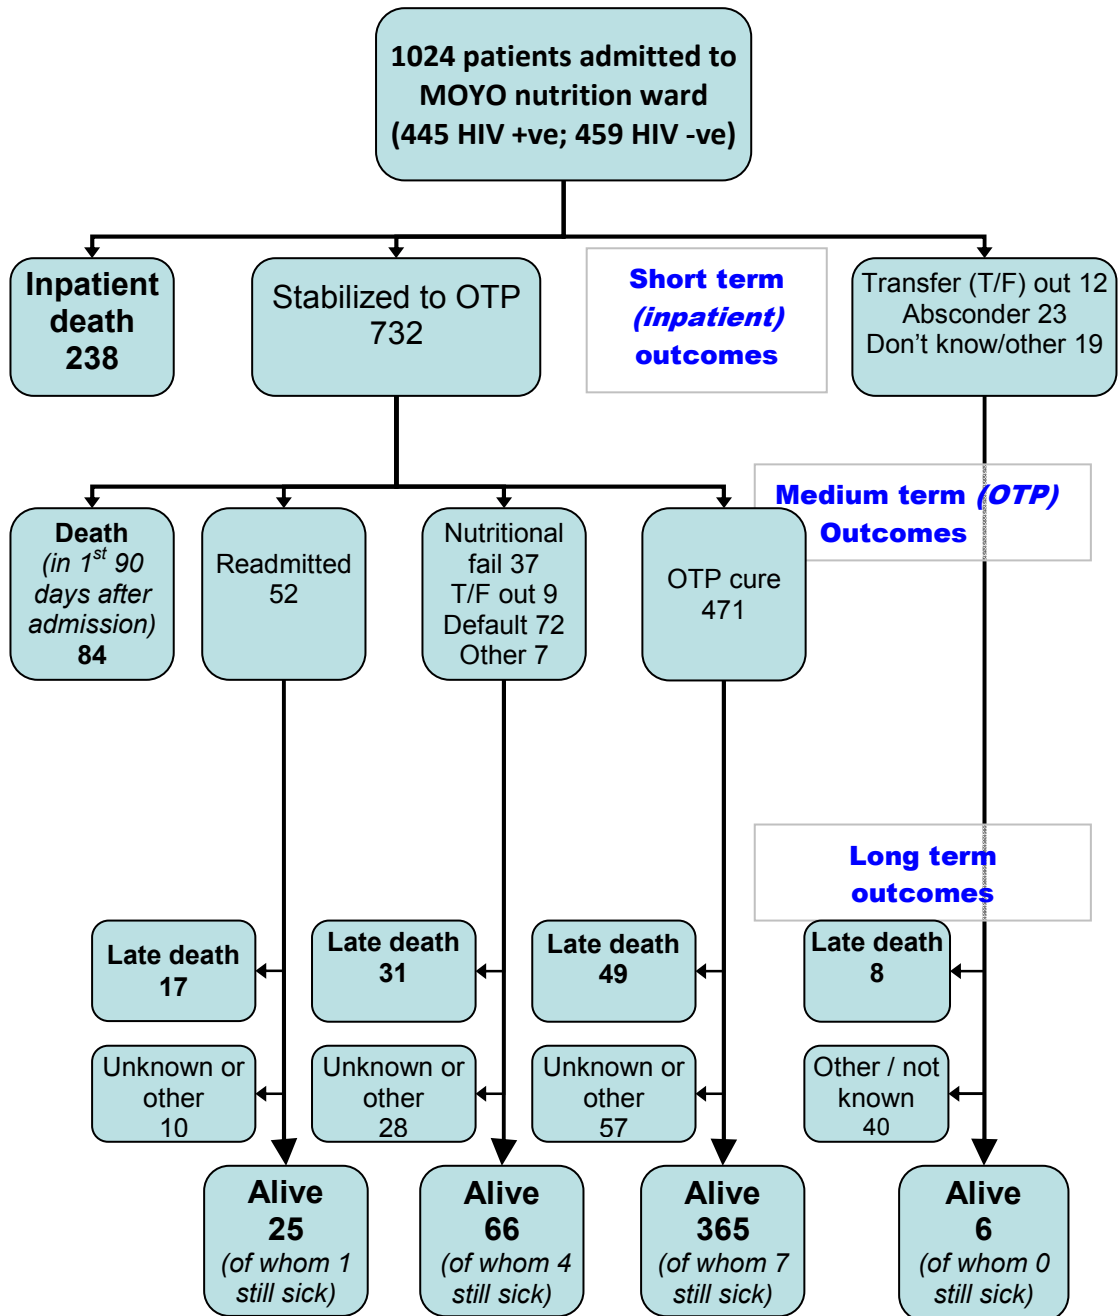 1024 patients admitted to
MOYO nutrition ward
(445 HIV +ve; 459 HIV -ve)
Inpatient
death
238
Stabilized to OTP
732
Short term
(inpatient)
outcomes
Transfer (T/F) out 12
Absconder 23
Don't know/other 19
Medium term (OTP)
Outcomes
Death
(in 1st 90
days after
admission)
84
Readmitted
52
Nutritional
fail 37
T/F out 9
Default 72
Other 7
OTP cure
471
Long term
outcomes
Late death
17
Late death
31
Late death
49
Late death
8
Unknown or
other
10
Unknown or
other
28
Unknown or
other
57
Other / not
known
40
Alive
25
(of whom 1
still sick)
Alive
66
(of whom 4
still sick)
Alive
365
(of whom 7
still sick)
Alive
6
(of whom 0
still sick)